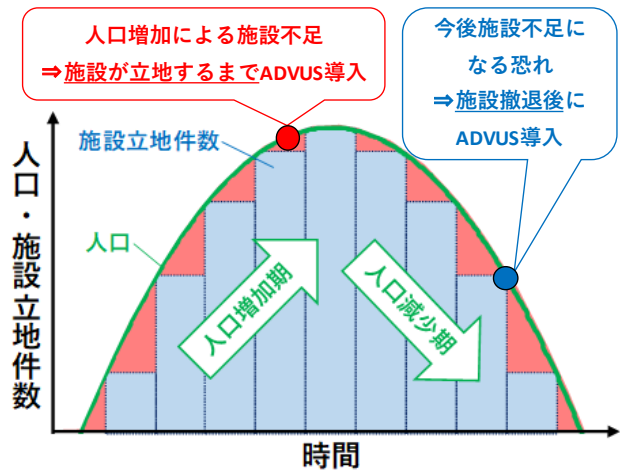 人口増加による施設不足
⇒施設が立地するまでADVUS導入
今後施設不足に
なる恐れ
⇒施設撤退後に
ADVUS導入
施設立地件数
人口
人口増加期
人口減少期
人口・施設立地件数
時間